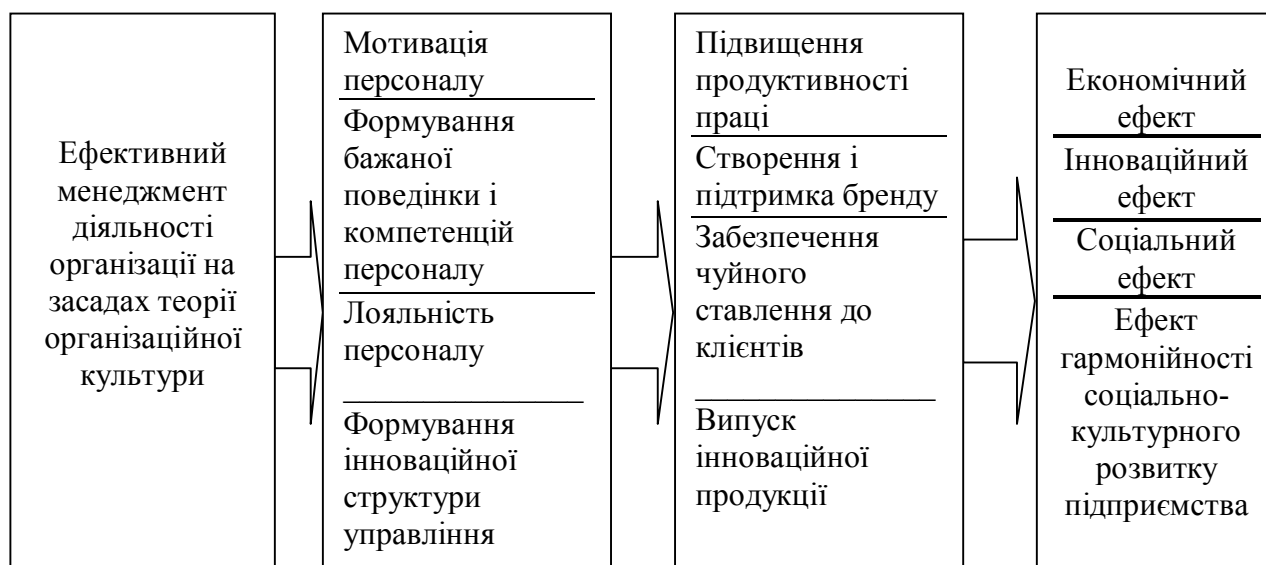 Ефективний
менеджмент
діяльності
організації на
засадах теорії
організаційної
культури
Мотивація
персоналу
Формування
бажаної
поведінки і
компетенцій
персоналу
Лояльність
персоналу
Формування
інноваційної
структури
управління
Підвищення
продуктивності
праці
Створення і
підтримка бренду
Забезпечення
чуйного
ставлення до
клієнтів
Випуск
інноваційної
продукції
Економічний
ефект
Інноваційний
ефект
Соціальний
ефект
Ефект
гармонійності
соціально-
культурного
розвитку
підприємства